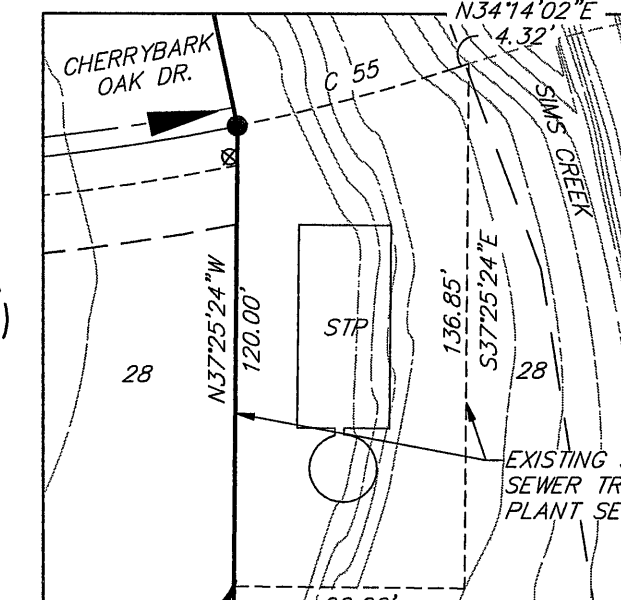 N34°14'02"E
4.32'
CHERRYBARK
OAK DR.
C 55
SIMS CREEK
N37°25'24"W
120.00'
STP
136.85'
S37°25'24"E
28
28
EXISTING
SEWER TR
PLANT SE